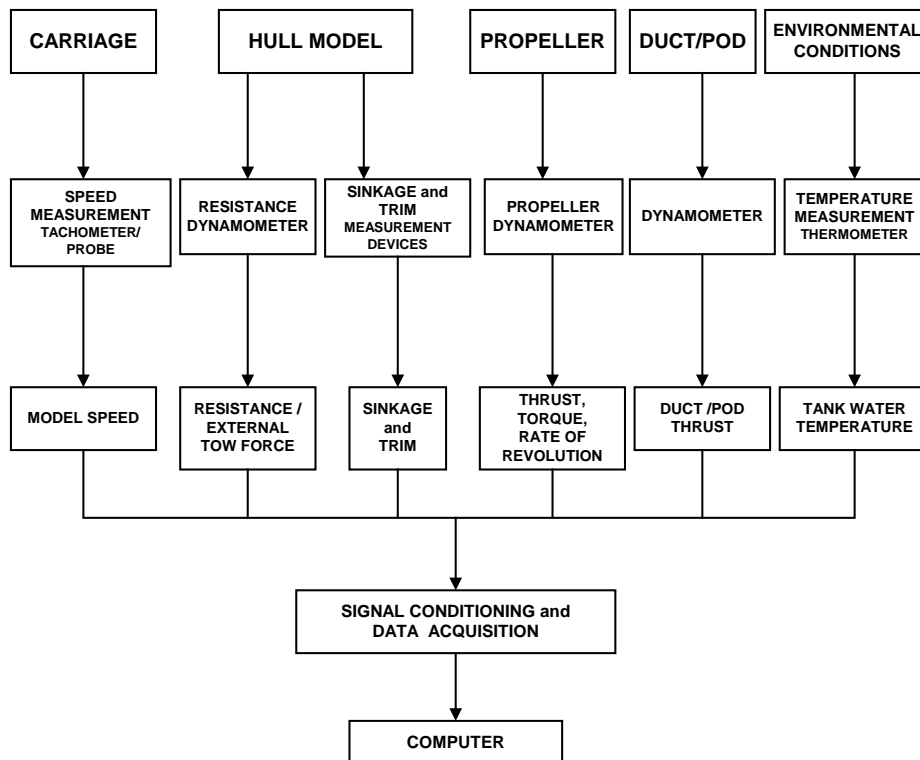 CARRIAGE
HULL MODEL
PROPELLER
DUCT/POD
ENVIRONMENTAL
CONDITIONS
SPEED
MEASUREMENT
TACHOMETER/
PROBE
RESISTANCE
DYNAMOMETER
SINKAGE and
TRIM
MEASUREMENT
DEVICES
PROPELLER
DYNAMOMETER
DYNAMOMETER
TEMPERATURE
MEASUREMENT
THERMOMETER
MODEL SPEED
RESISTANCE /
EXTERNAL
TOW FORCE
SINKAGE
and
TRIM
THRUST,
TORQUE,
RATE OF
REVOLUTION
DUCT /POD
THRUST
TANK WATER
TEMPERATURE
SIGNAL CONDITIONING and
DATA ACQUISITION
COMPUTER